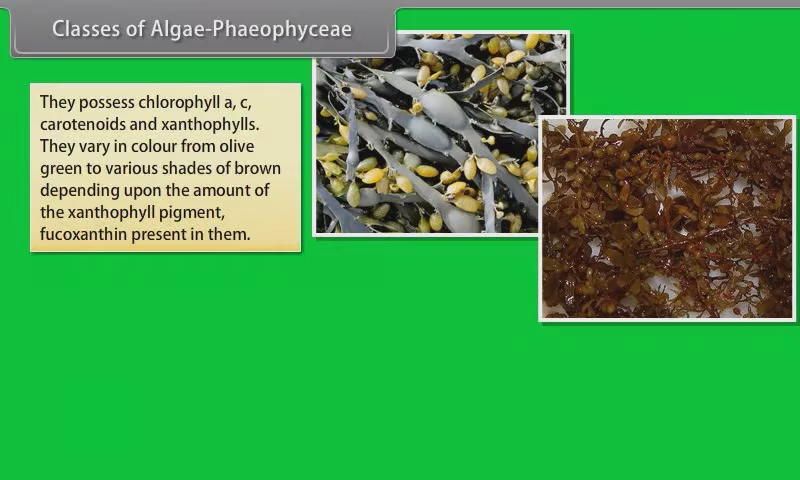 Classes of Algae-Phaeophyceae
They possess chlorophyll a, c,
carotenoids and xanthophylls.
They vary in colour from olive
green to various shades of brown
depending upon the amount of
the xanthophyll pigment,
fucoxanthin present in them.